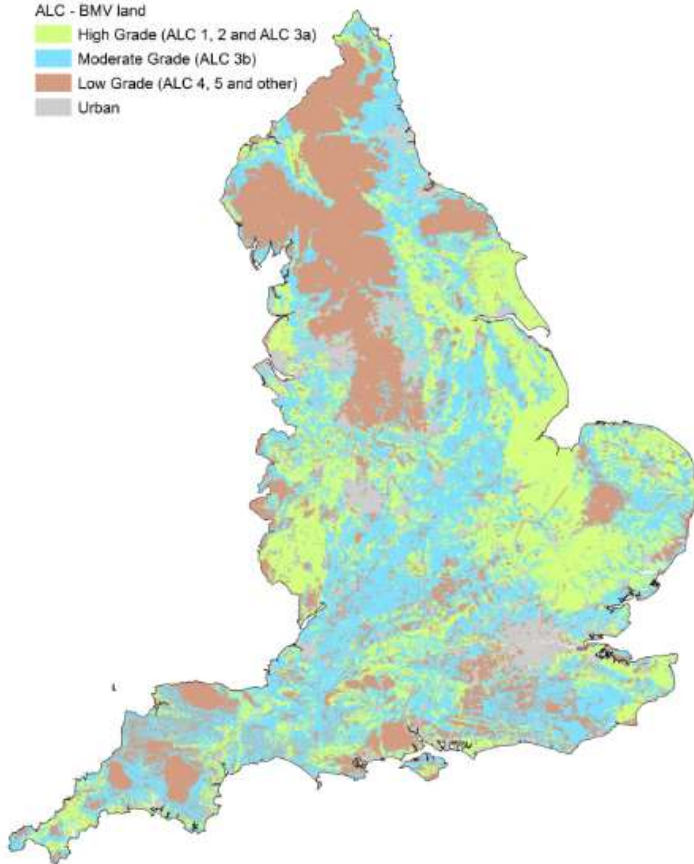 ALC - BMV land
High Grade (ALC 1, 2 and ALC 3a)
Moderate Grade (ALC 3b)
Low Grade (ALC 4, 5 and other)
Urban